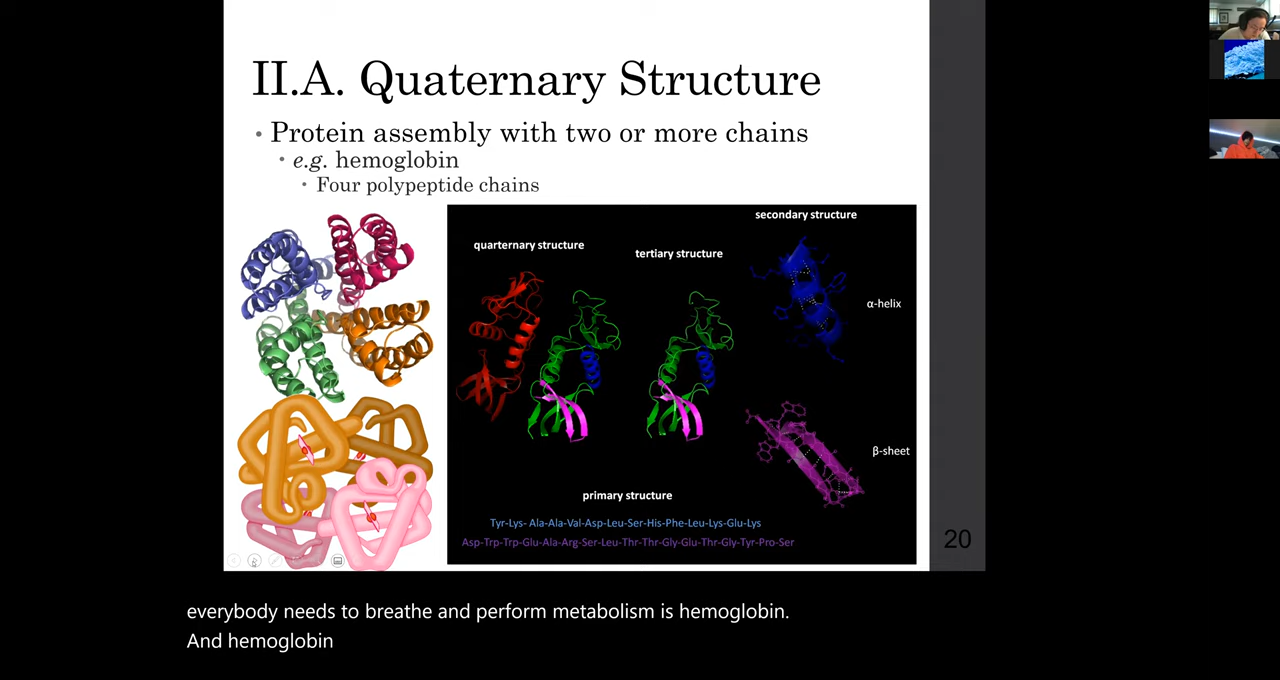 II.A. Quaternary Structure
• Protein assembly with two or more chains
• e.g. hemoglobin
• Four polypeptide chains
secondary structure
quarternary structure
tertiary structure
α-helix
β-sheet
primary structure
Tyr-Lys- Ala-Ala-Val-Asp-Leu-Ser-His-Phe-Leu-Lys-Glu-Lys
Asp-Trp-Trp-Glu-Ala-Arg-Ser-Leu-Thr-Thr-Gly-Glu-Thr-Gly-Tyr-Pro-Ser
20
everybody needs to breathe and perform metabolism is hemoglobin.
And hemoglobin